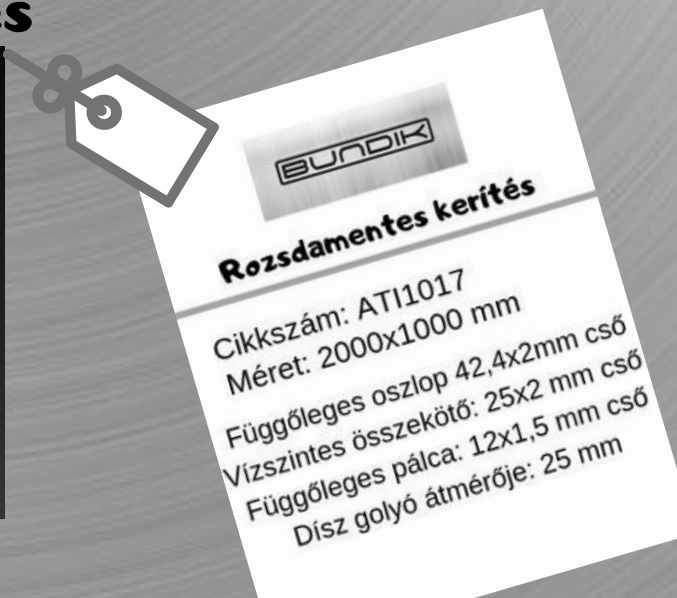 s
BUNDIK
Rozsdamentes kerítés
Cikkszám: ATI1017
Méret: 2000x1000 mm
Függőleges oszlop 42,4x2mm cső
Vízszintes összekötő: 25x2 mm cső
Függőleges pálca: 12x1,5 mm cső
Dísz golyó átmérője: 25 mm